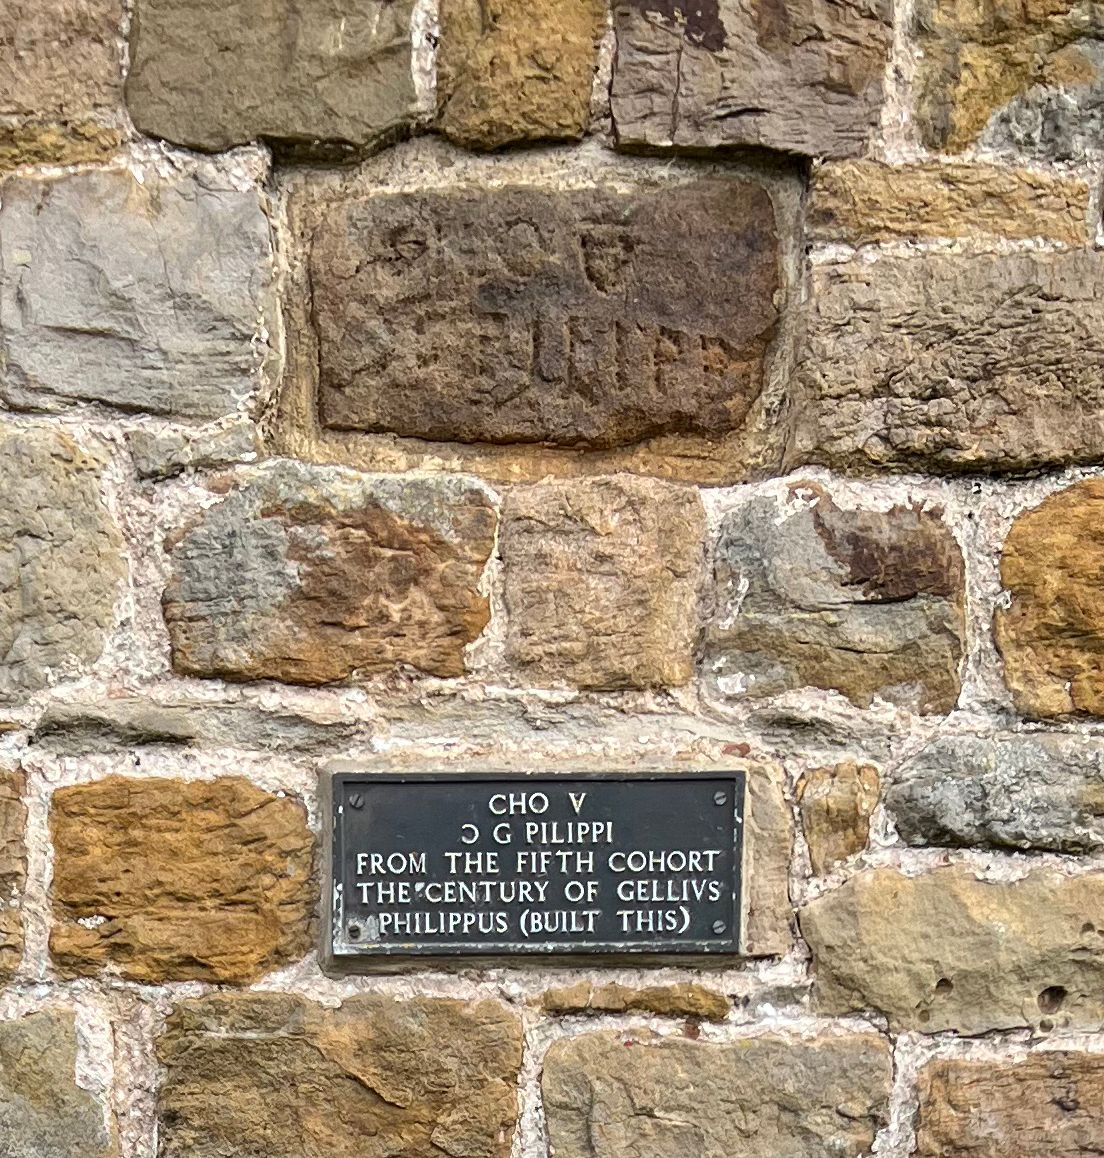 CHO V
Ɔ G PILIPPI
FROM THE FIFTH COHORT
THE CENTURY OF GELLIVS
PHILIPPUS (BUILT THIS)